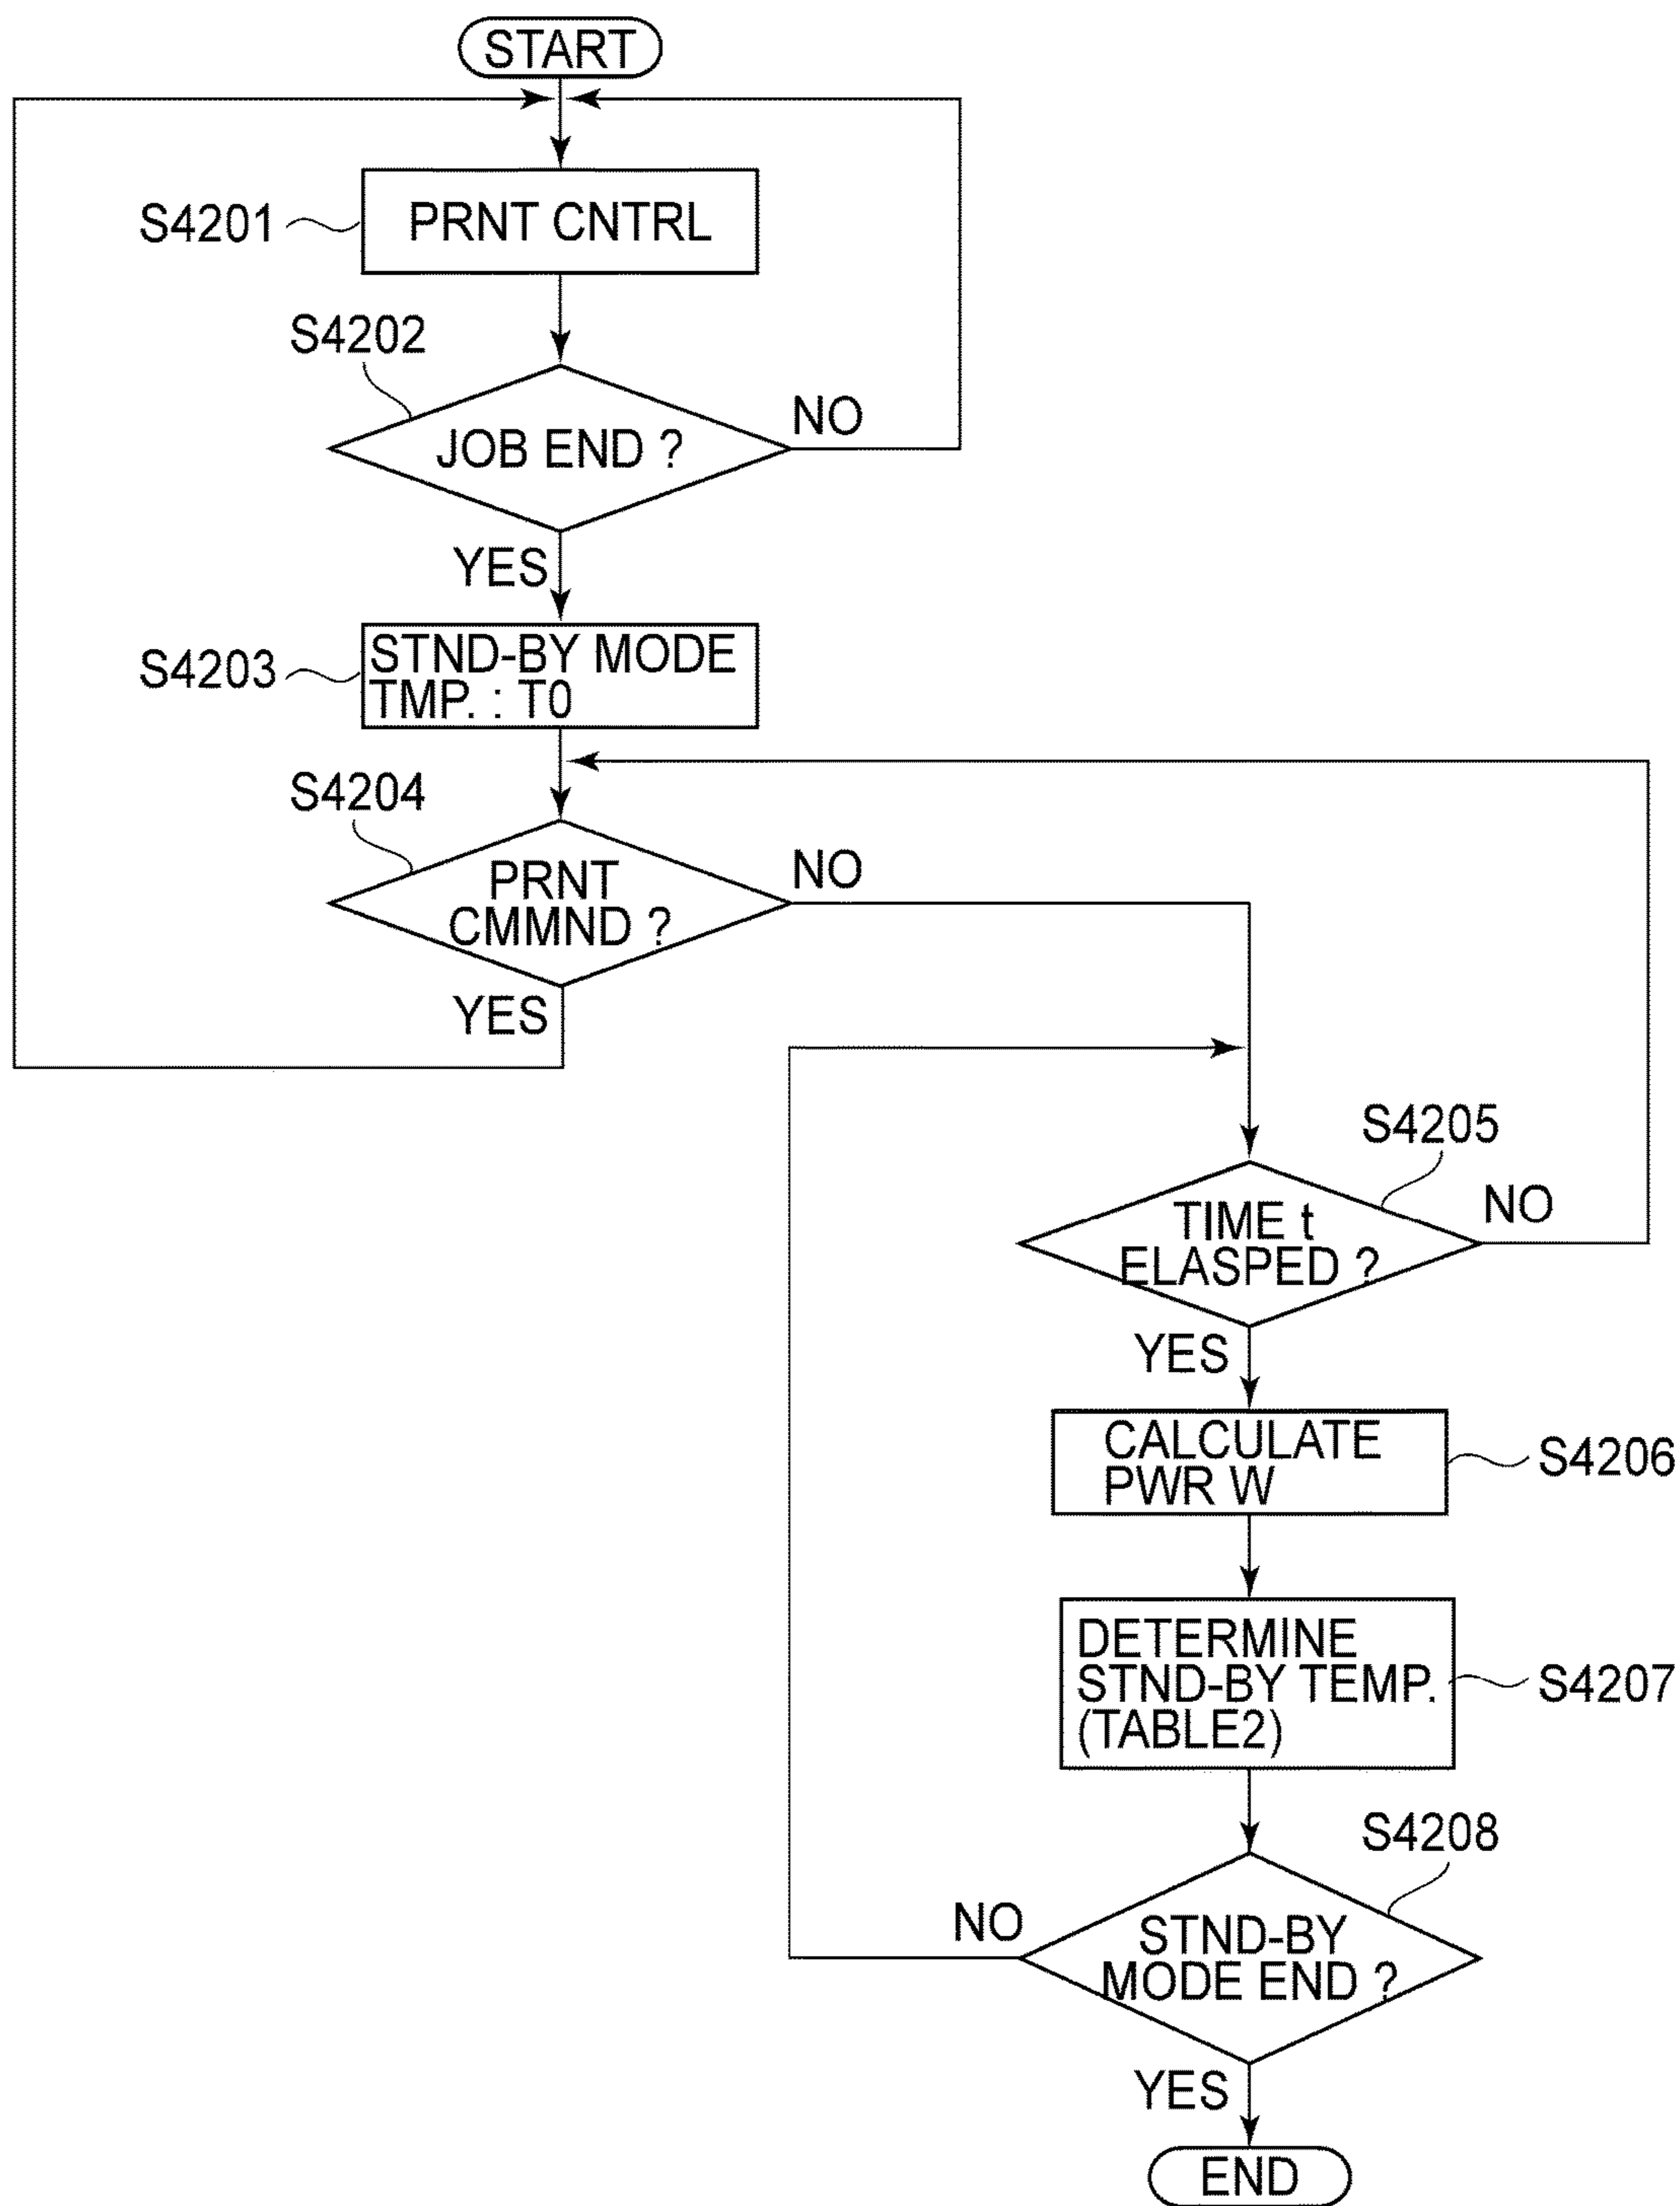 START
S4201
PRNT CNTRL
S4202
JOB END ?
NO
YES
S4203
STND-BY MODE
TMP. : T0
S4204
PRNT
CMMND ?
NO
YES
S4205
TIME t
ELASPED ?
NO
YES
CALCULATE
PWR W
S4206
DETERMINE
STND-BY TEMP.
(TABLE2)
S4207
S4208
STND-BY
MODE END ?
NO
YES
END